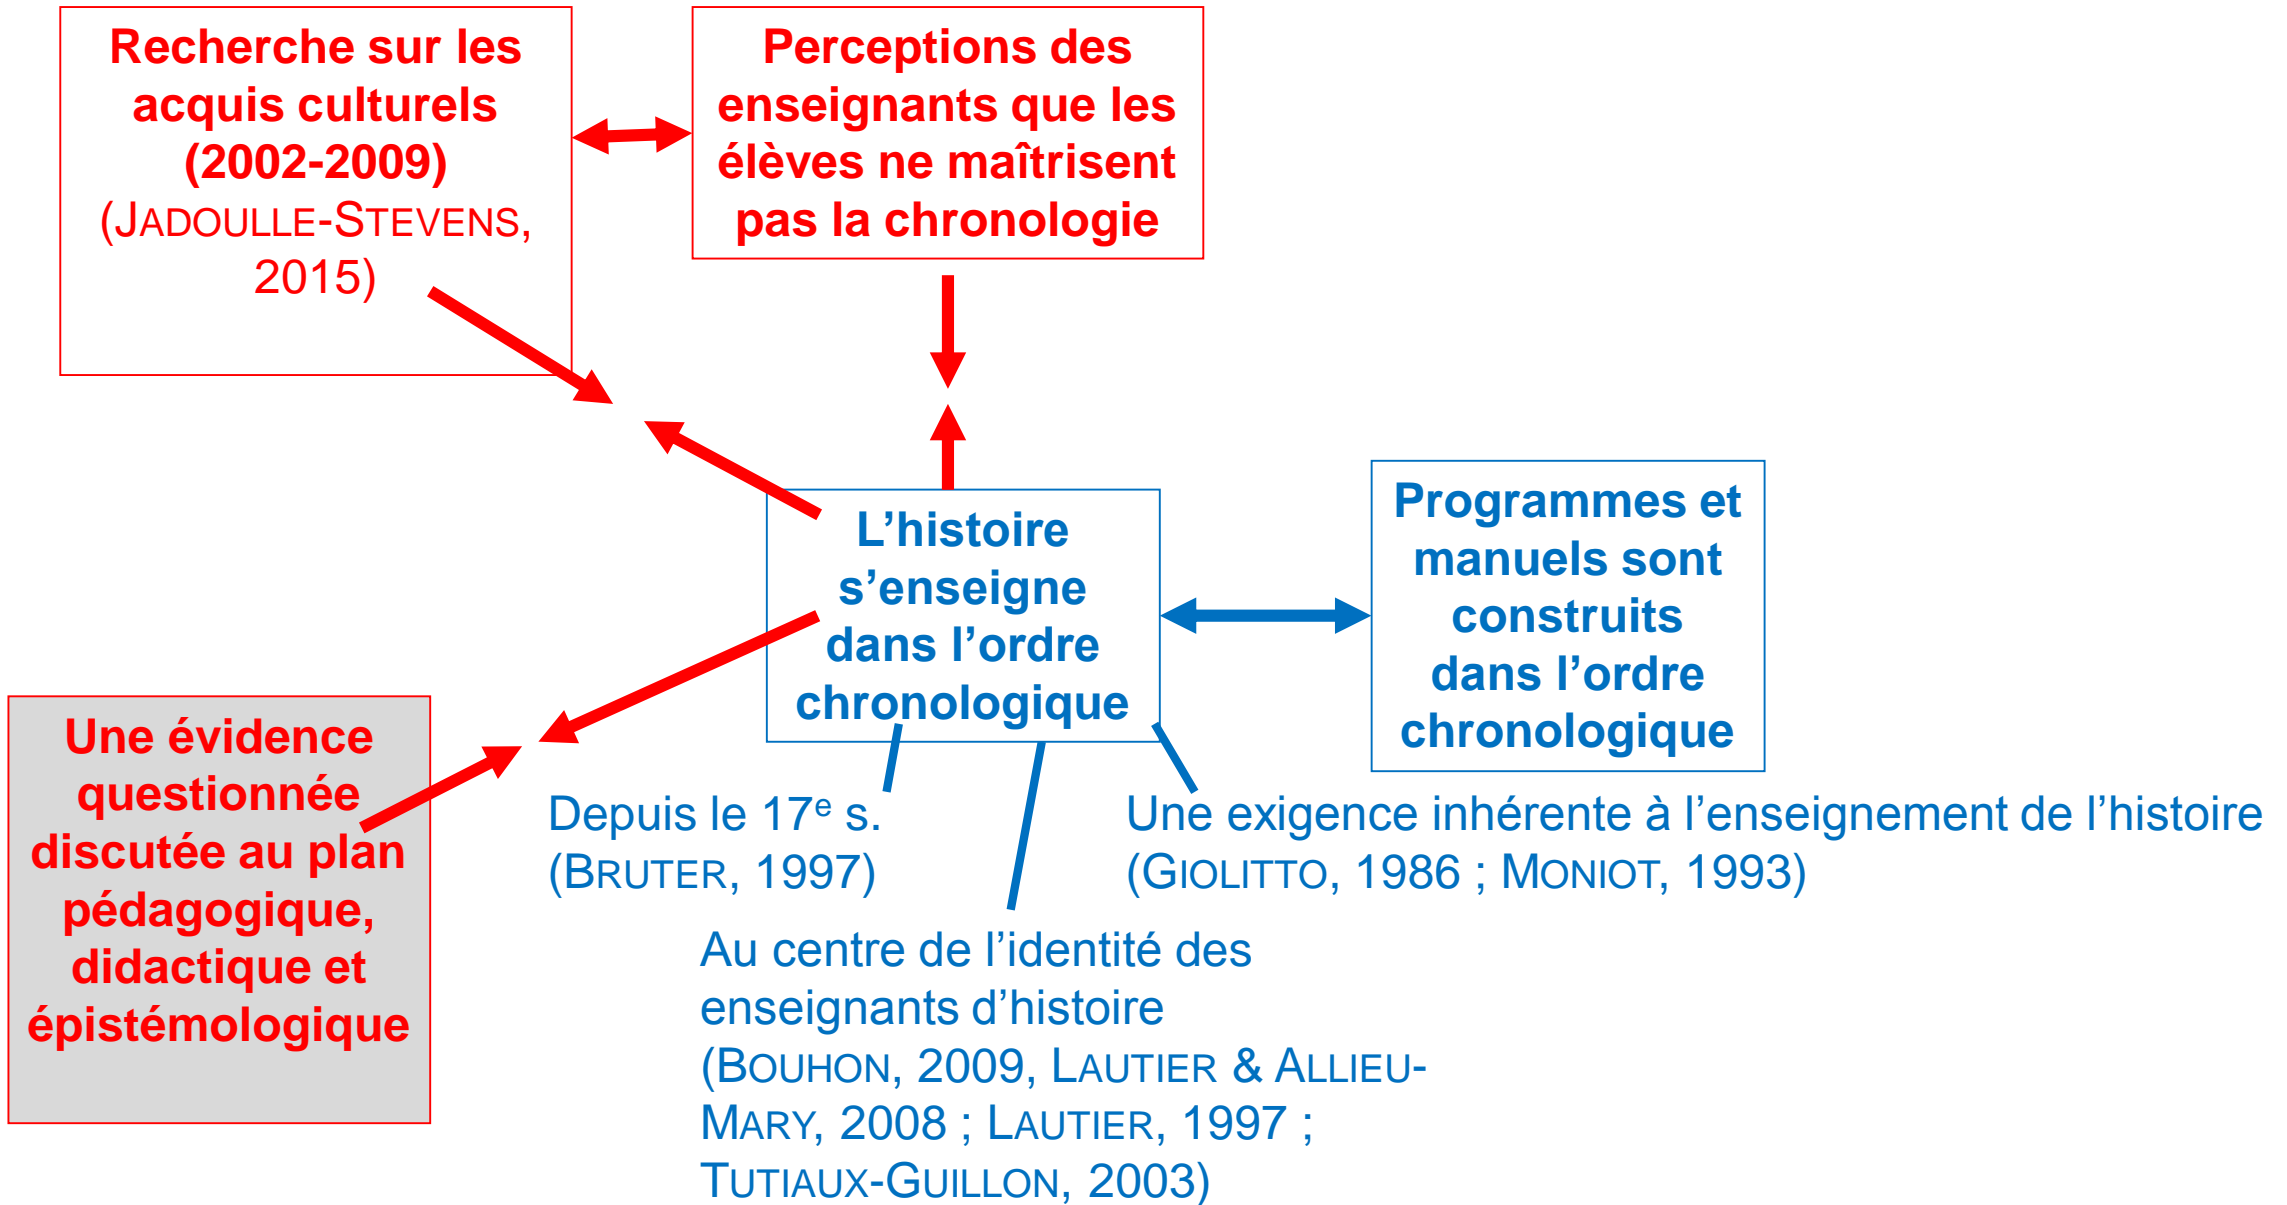 Recherche sur les
acquis culturels
(2002-2009)
(JADOULLE-STEVENS,
2015)
Perceptions des
enseignants que les
élèves ne maîtrisent
pas la chronologie
L’histoire
s’enseigne
dans l’ordre
chronologique
Programmes et
manuels sont
construits
dans l’ordre
chronologique
Une évidence
questionnée
discutée au plan
pédagogique,
didactique et
épistémologique
Depuis le 17e s.
(BRUTER, 1997)
Une exigence inhérente à l’enseignement de l’histoire
(GIOLITTO, 1986 ; MONIOT, 1993)
Au centre de l’identité des
enseignants d’histoire
(BOUHON, 2009, LAUTIER & ALLIEU-
MARY, 2008 ; LAUTIER, 1997 ;
TUTIAUX-GUILLON, 2003)